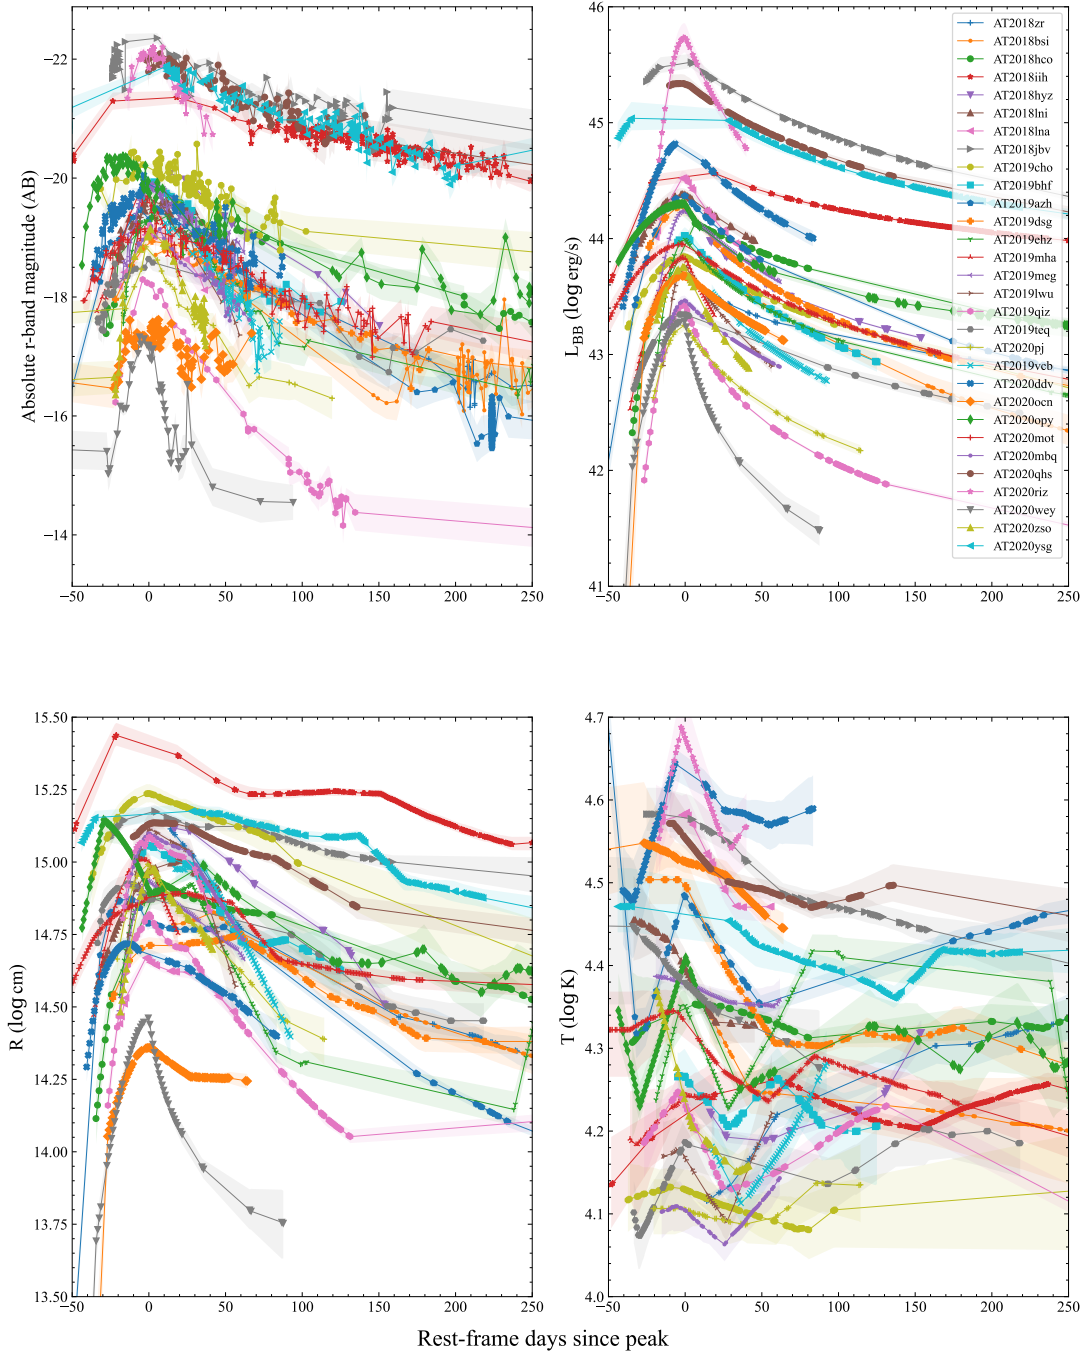 Absolute r-band magnitude (AB)
−22
−20
−18
−16
−14
−50 0 50 100 150 200 250
L_BB (log erg/s)
46
45
44
43
42
41
−50 0 50 100 150 200 250
AT2018zr
AT2018bsi
AT2018hco
AT2018iih
AT2018hyz
AT2018lni
AT2018lna
AT2018jbv
AT2019cho
AT2019bhf
AT2019azh
AT2019dsg
AT2019ehz
AT2019mha
AT2019meg
AT2019lwu
AT2019qiz
AT2019teq
AT2020pj
AT2019vcb
AT2020ddv
AT2020ocn
AT2020opy
AT2020mot
AT2020mbq
AT2020qhs
AT2020riz
AT2020wey
AT2020zso
AT2020ysg
R (log cm)
15.50
15.25
15.00
14.75
14.50
14.25
14.00
13.75
13.50
−50 0 50 100 150 200 250
T (log K)
4.7
4.6
4.5
4.4
4.3
4.2
4.1
4.0
−50 0 50 100 150 200 250
Rest-frame days since peak